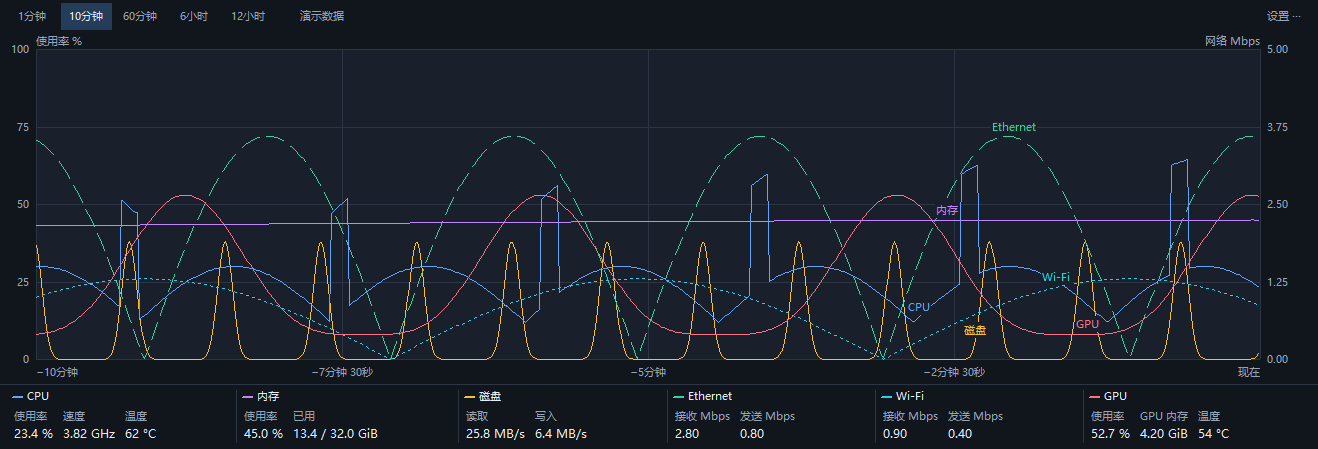 1分钟 10分钟 60分钟 6小时 12小时 演示数据 设置 ···
使用率 % 网络 Mbps
100 5.00
Ethernet
75 3.75
内存
50 2.50
Wi-Fi
25 1.25
CPU
GPU
磁盘
0 0.00
−10分钟 −7分钟 30秒 −5分钟 −2分钟 30秒 现在
CPU 内存 磁盘 Ethernet Wi-Fi GPU
使用率 速度 温度 使用率 已用 读取 写入 接收 Mbps 发送 Mbps 接收 Mbps 发送 Mbps 使用率 GPU 内存 温度
23.4 % 3.82 GHz 62 °C 45.0 % 13.4 / 32.0 GiB 25.8 MB/s 6.4 MB/s 2.80 0.80 0.90 0.40 52.7 % 4.20 GiB 54 °C